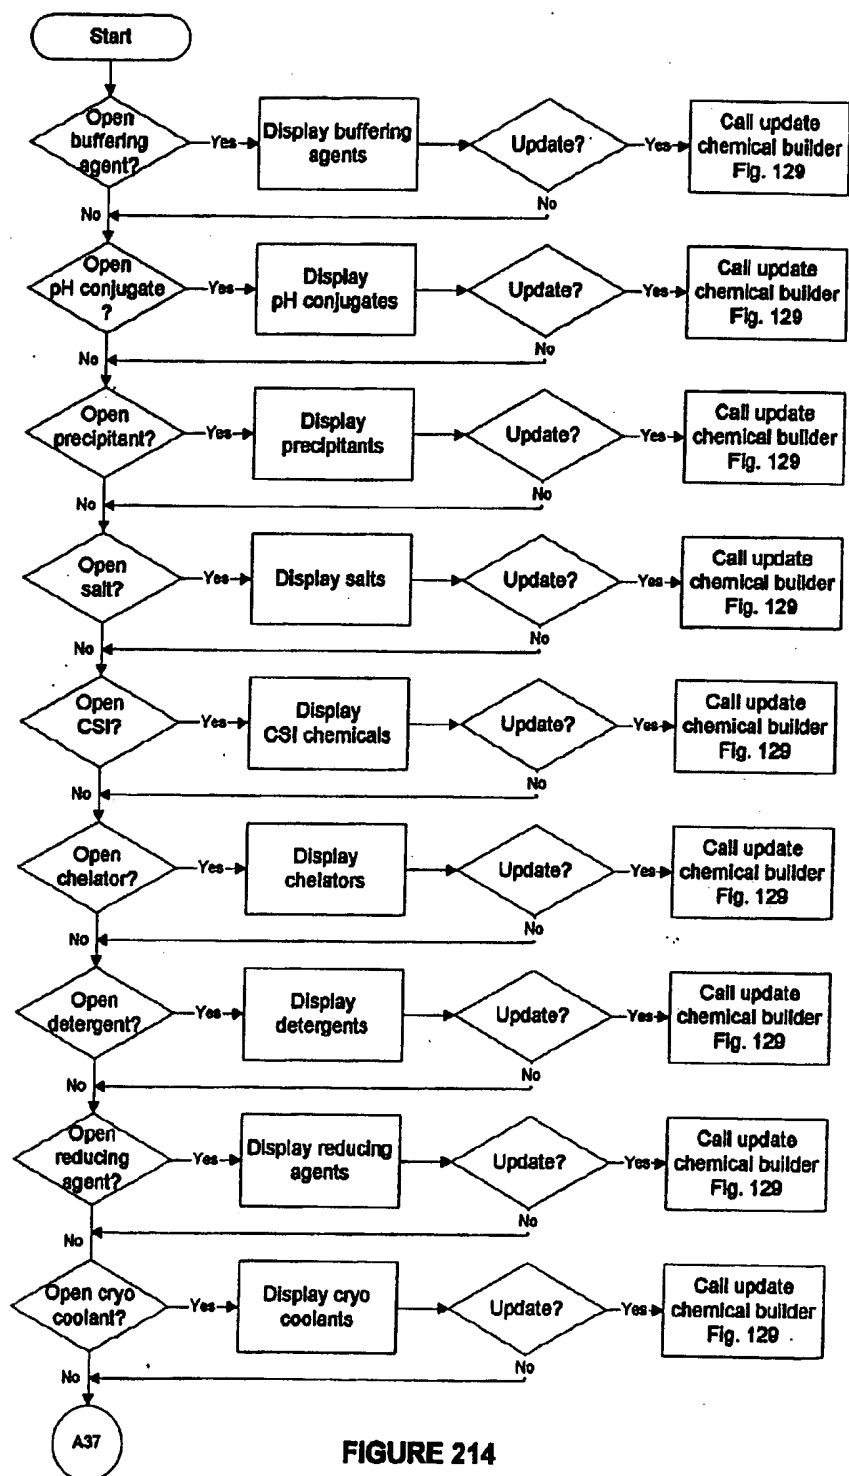 Start
Open
buffering
agent?
Yes
Display buffering
agents
Update?
Yes
Call update
chemical builder
Fig. 129
No
No
Open
pH conjugate
?
Yes
Display
pH conjugates
Update?
Yes
Call update
chemical builder
Fig. 129
No
No
Open
precipitant?
Yes
Display
precipitants
Update?
Yes
Call update
chemical builder
Fig. 129
No
No
Open
salt?
Yes
Display salts
Update?
Yes
Call update
chemical builder
Fig. 129
No
No
Open
CSI?
Yes
Display
CSI chemicals
Update?
Yes
Call update
chemical builder
Fig. 129
No
No
Open
chelator?
Yes
Display
chelators
Update?
Yes
Call update
chemical builder
Fig. 129
No
No
Open
detergent?
Yes
Display
detergents
Update?
Yes
Call update
chemical builder
Fig. 129
No
No
Open
reducing
agent?
Yes
Display reducing
agents
Update?
Yes
Call update
chemical builder
Fig. 129
No
No
Open cryo
coolant?
Yes
Display cryo
coolants
Update?
Yes
Call update
chemical builder
Fig. 129
No
No
A37
FIGURE 214